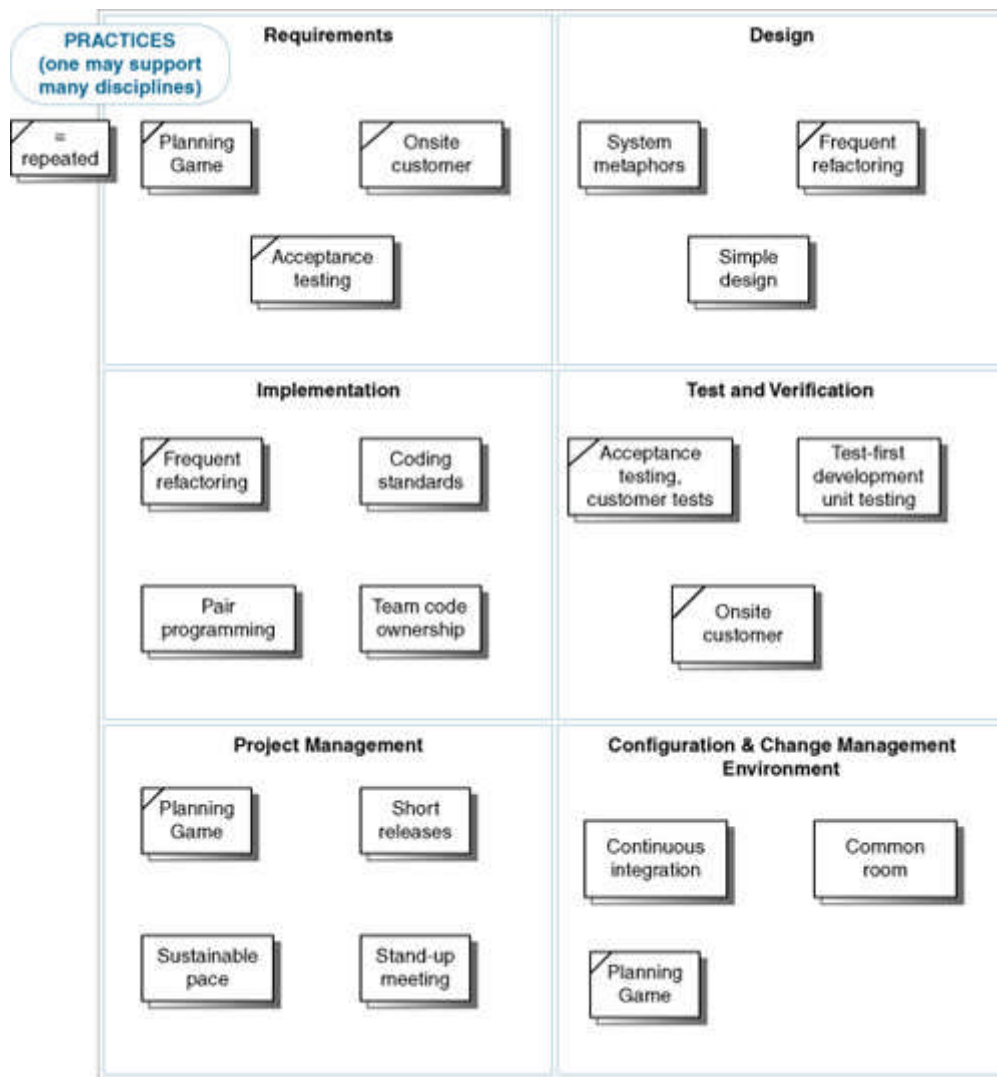 PRACTICES
(one may support
many disciplines)
=
repeated
Requirements
Planning
Game
Onsite
customer
Acceptance
testing
Design
System
metaphors
Frequent
refactoring
Simple
design
Implementation
Frequent
refactoring
Coding
standards
Pair
programming
Team code
ownership
Test and Verification
Acceptance
testing,
customer tests
Test-first
development
unit testing
Onsite
customer
Project Management
Planning
Game
Short
releases
Sustainable
pace
Stand-up
meeting
Configuration & Change Management
Environment
Continuous
integration
Common
room
Planning
Game